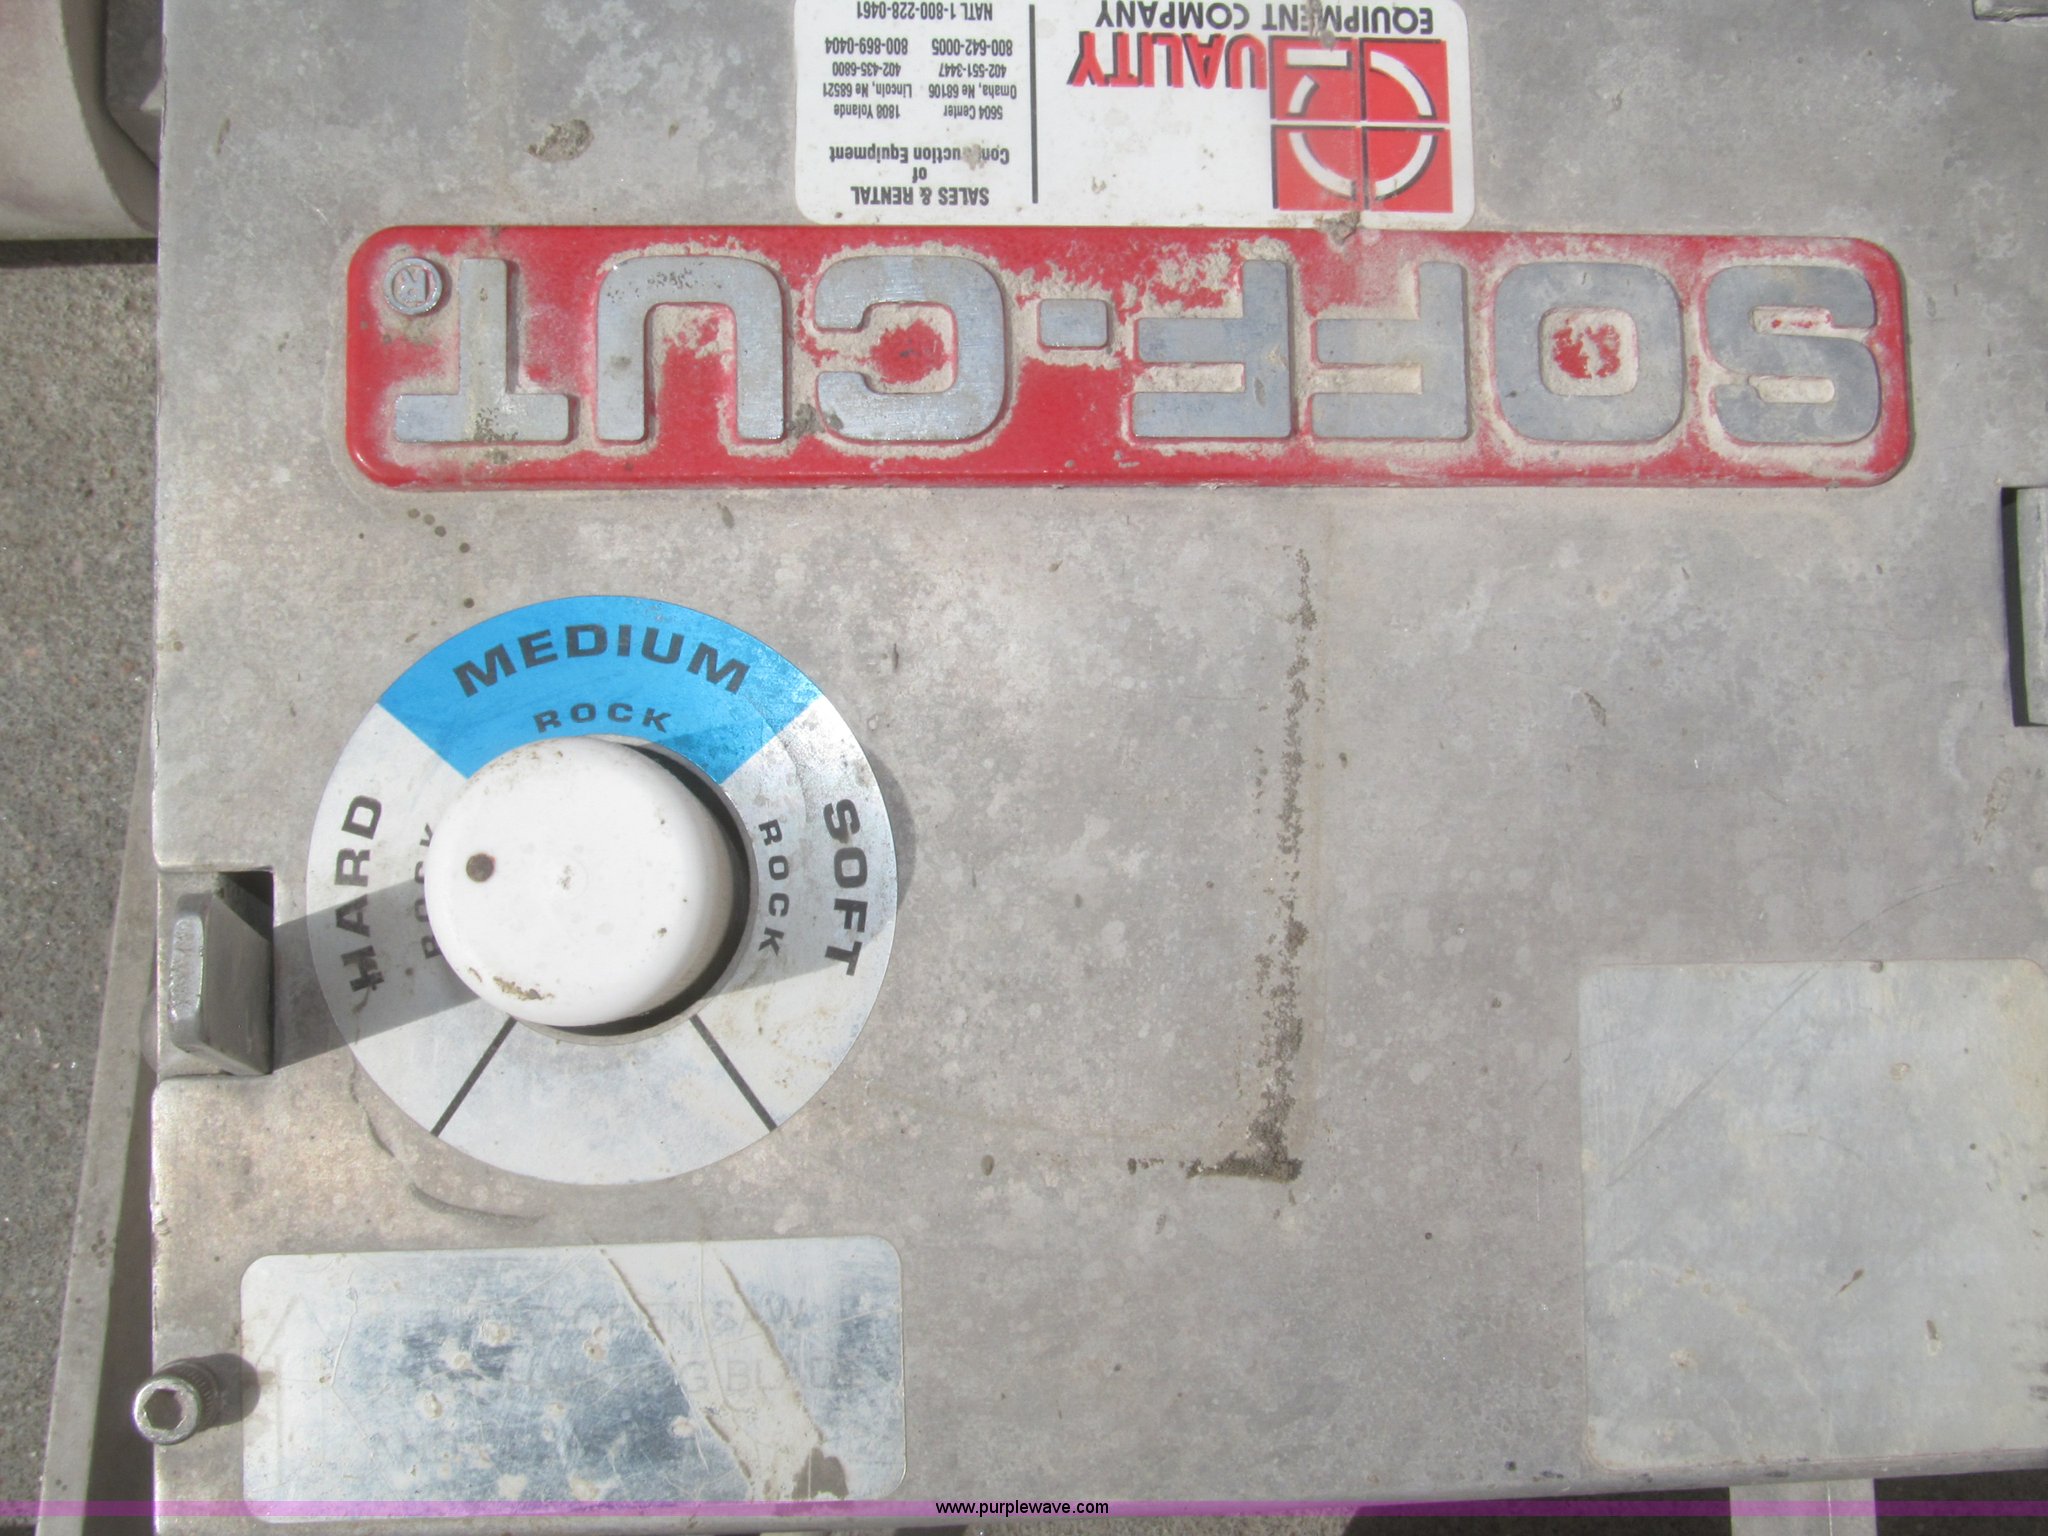 SOFF-CUT®
QUALITY
EQUIPMENT COMPANY
SALES & RENTAL
of
Construction Equipment
5604 Center 1808 Yolande
Omaha, Ne 68106 Lincoln, Ne 68521
402-551-3447 402-435-6800
800-642-0005 800-869-0404
NATL 1-800-228-0461
MEDIUM
ROCK
HARD
ROCK
SOFT
ROCK
SAW
www.purplewave.com